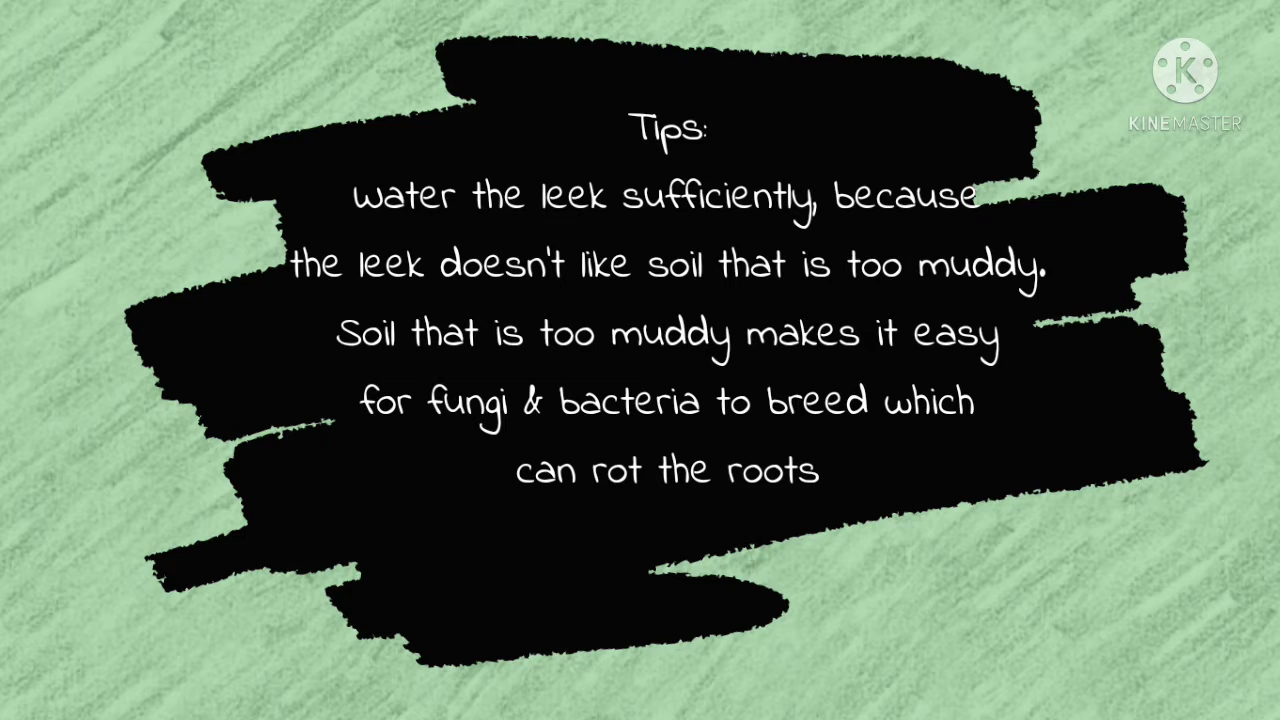 Tips:
Water the leek sufficiently, because
the leek doesn't like soil that is too muddy.
Soil that is too muddy makes it easy
for fungi & bacteria to breed which
can rot the roots
K
KINEMASTER